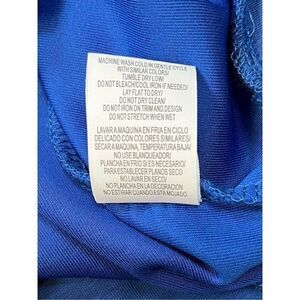 MACHINE WASH COLD IN GENTLE CYCLE
WITH SIMILAR COLORS/
TUMBLE DRY LOW/
DO NOT BLEACH/COOL IRON IF NEEDED/
LAY FLAT TO DRY/
DO NOT DRY CLEAN/
DO NOT IRON ON TRIM AND DESIGN
DO NOT STRETCH WHEN WET
LAVAR A MAQUINA EN FRIA EN CICLO
DELICADO CON COLORES SIMILARES/
SECAR A MAQUINA, TEMPERATURA BAJA/
NO USE BLANQUEADOR/
PLANCHA EN FRIO SI ES NECESARIO/
PARA ESTABLECER PLANOS SECO
NO LAVAR EN SECO/
NO PLANCHA EN LA DECORACION
NO ESTIRAR CUANDO ESTÁ MOJADO